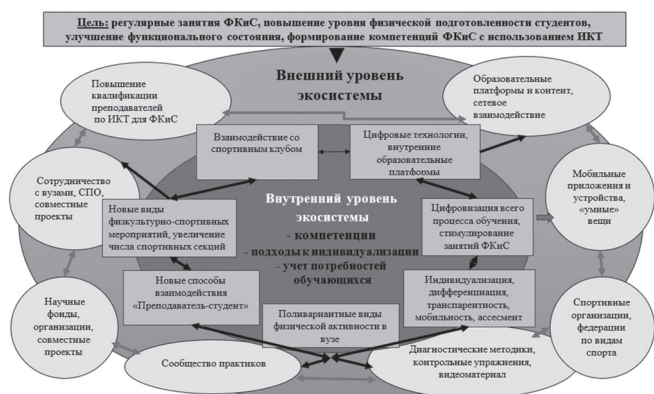 Цель: регулярные занятия ФКиС, повышение уровня физической подготовленности студентов,
улучшение функционального состояния, формирование компетенций ФКиС с использованием ИКТ
Внешний уровень
экосистемы
Повышение
квалификации
преподавателей
по ИКТ для ФКиС
Образовательные
платформы и контент,
сетевое
взаимодействие
Взаимодействие со
спортивным клубом
Цифровые технологии,
внутренние
образовательные
платформы
Сотрудничество
с вузами, СПО,
совместные
проекты
Мобильные
приложения и
устройства,
«умные»
вещи
Новые виды
физкультурно-спортивных
мероприятий, увеличение
числа спортивных секций
Внутренний уровень
экосистемы
- компетенции
- подходы к индивидуализации
- учет потребностей
обучающихся
Цифровизация всего
процесса обучения,
стимулирование
занятий ФКиС
Новые способы
взаимодействия
«Преподаватель-студент»
Индивидуализация,
дифференциация,
транспарентность,
мобильность, ассесмент
Научные
фонды,
организации,
совместные
проекты
Поливариантные виды
физической активности в
вузе
Спортивные
организации,
федерации
по видам
спорта
Сообщество практиков
Диагностические методики,
контрольные упражнения,
видеоматериал